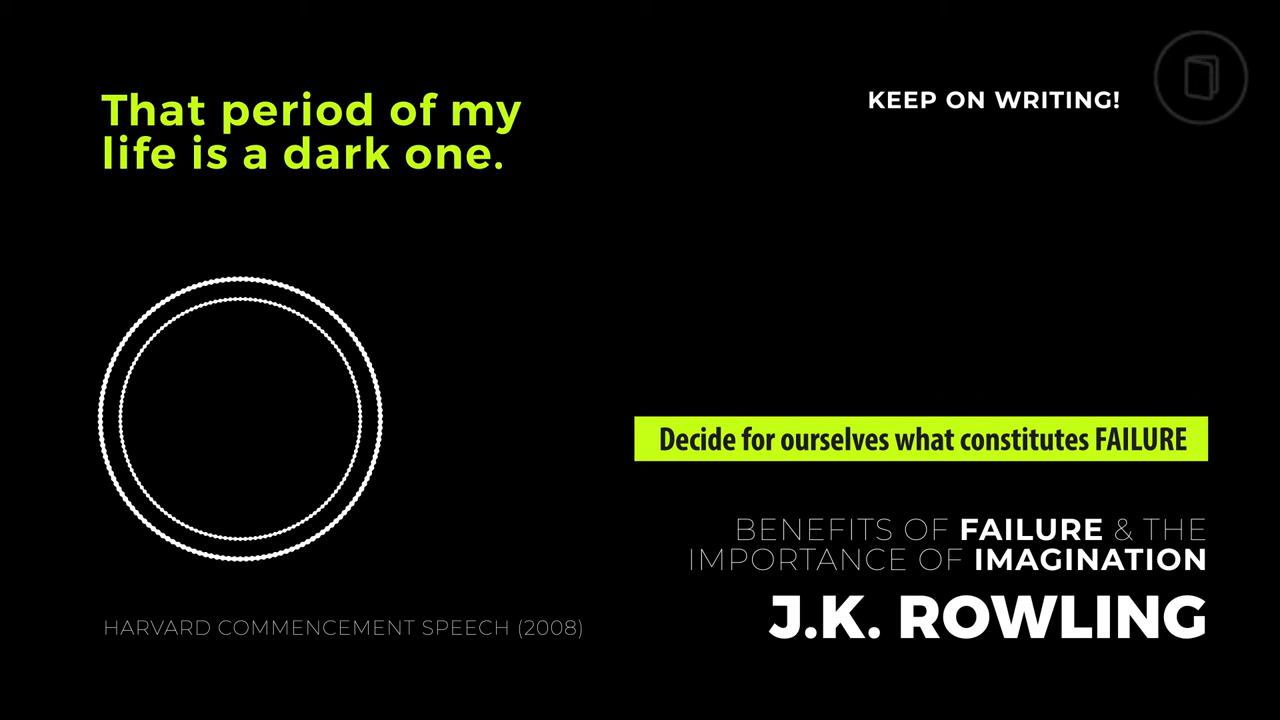 That period of my
life is a dark one.
KEEP ON WRITING!
Decide for ourselves what constitutes FAILURE
BENEFITS OF FAILURE & THE
IMPORTANCE OF IMAGINATION
J.K. ROWLING
HARVARD COMMENCEMENT SPEECH (2008)